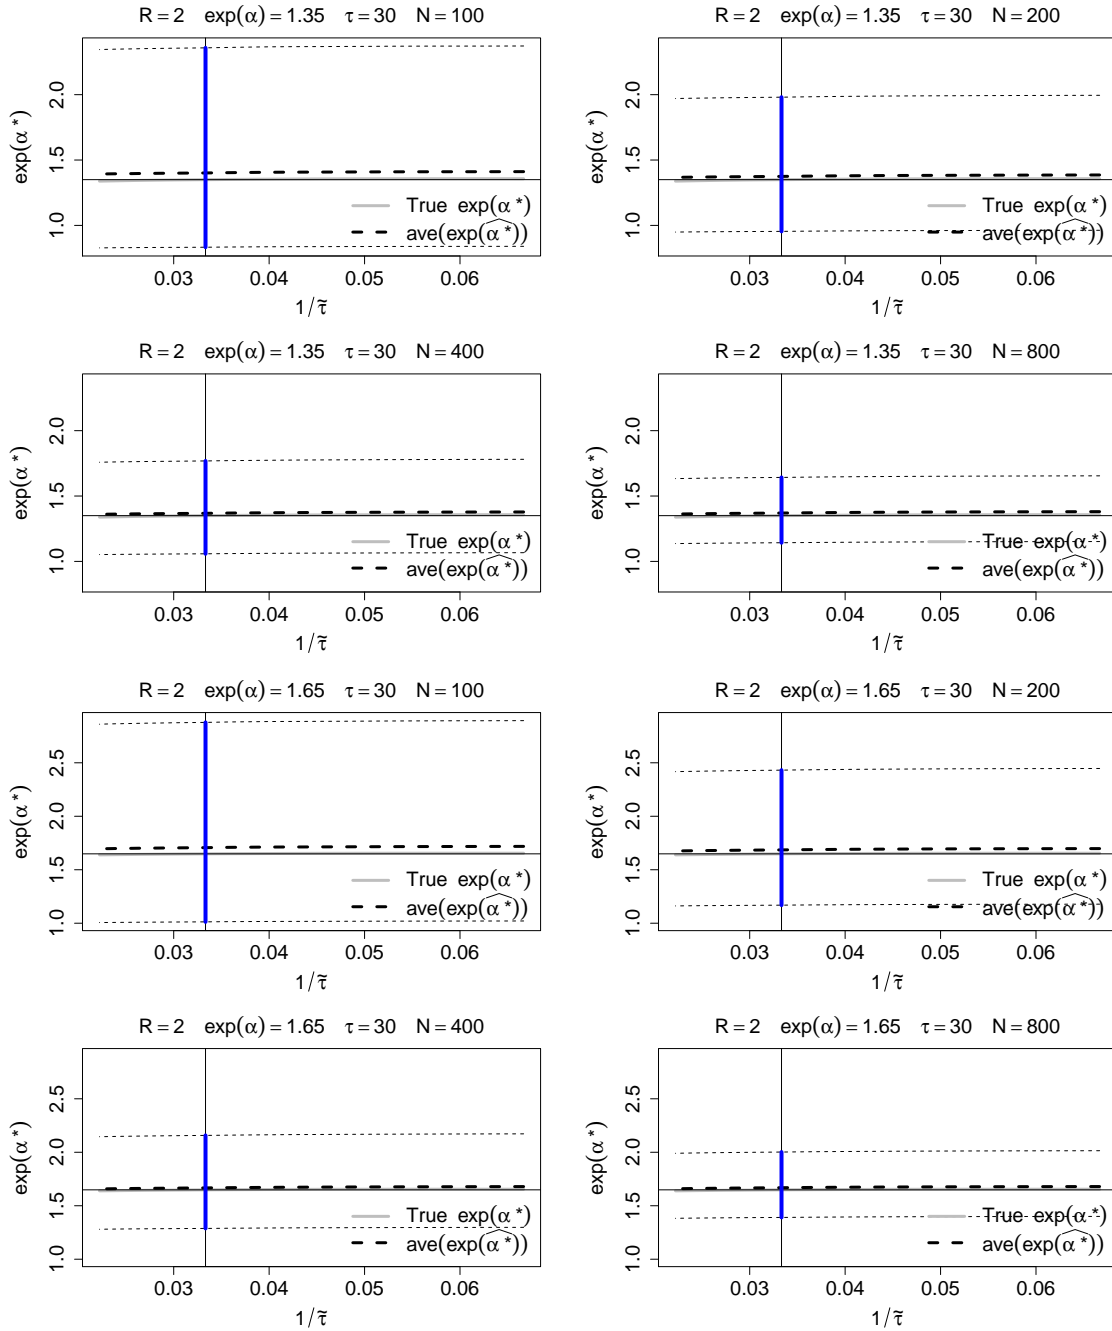 R = 2 exp(α) = 1.35 τ = 30 N = 100
exp(α*)
2.0
1.5
1.0
True exp(α*)
ave(exp(α̂*))
0.03 0.04 0.05 0.06
1/τ̃
R = 2 exp(α) = 1.35 τ = 30 N = 200
exp(α*)
2.0
1.5
1.0
True exp(α*)
ave(exp(α̂*))
0.03 0.04 0.05 0.06
1/τ̃
R = 2 exp(α) = 1.35 τ = 30 N = 400
exp(α*)
2.0
1.5
1.0
True exp(α*)
ave(exp(α̂*))
0.03 0.04 0.05 0.06
1/τ̃
R = 2 exp(α) = 1.35 τ = 30 N = 800
exp(α*)
2.0
1.5
1.0
True exp(α*)
ave(exp(α̂*))
0.03 0.04 0.05 0.06
1/τ̃
R = 2 exp(α) = 1.65 τ = 30 N = 100
exp(α*)
2.5
2.0
1.5
1.0
True exp(α*)
ave(exp(α̂*))
0.03 0.04 0.05 0.06
1/τ̃
R = 2 exp(α) = 1.65 τ = 30 N = 200
exp(α*)
2.5
2.0
1.5
1.0
True exp(α*)
ave(exp(α̂*))
0.03 0.04 0.05 0.06
1/τ̃
R = 2 exp(α) = 1.65 τ = 30 N = 400
exp(α*)
2.5
2.0
1.5
1.0
True exp(α*)
ave(exp(α̂*))
0.03 0.04 0.05 0.06
1/τ̃
R = 2 exp(α) = 1.65 τ = 30 N = 800
exp(α*)
2.5
2.0
1.5
1.0
True exp(α*)
ave(exp(α̂*))
0.03 0.04 0.05 0.06
1/τ̃